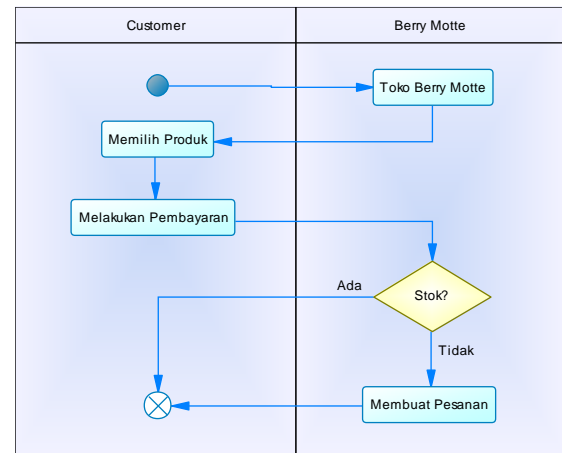 Customer
Berry Motte
Toko Berry Motte
Memilih Produk
Melakukan Pembayaran
Ada
Stok?
Tidak
Membuat Pesanan